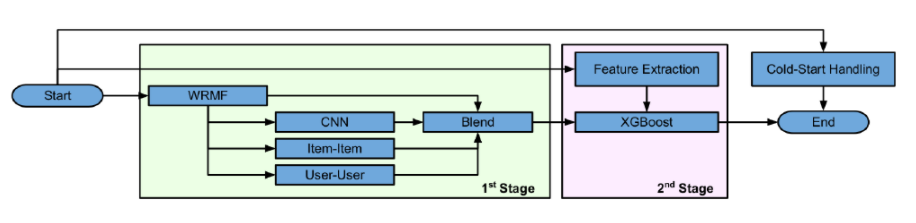 Start
WRMF
CNN
Item-Item
User-User
Blend
1st Stage
Feature Extraction
XGBoost
2nd Stage
Cold-Start Handling
End